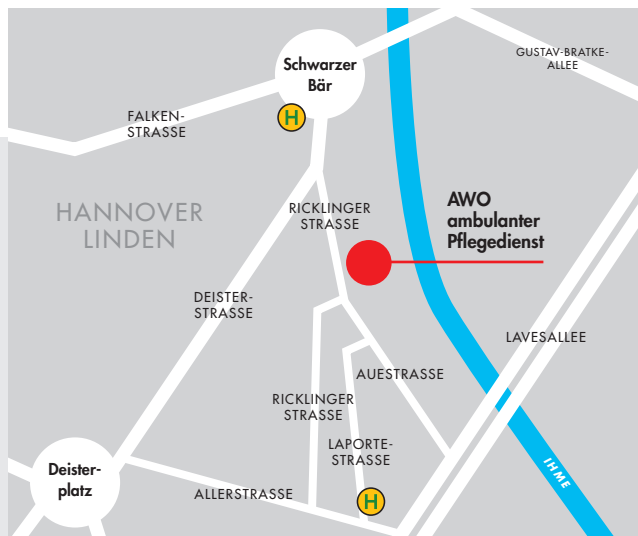 GUSTAV-BRATKE-
ALLEE
Schwarzer
Bär
H
FALKEN-
STRASSE
HANNOVER
LINDEN
RICKLINGER
STRASSE
AWO
ambulanter
Pflegedienst
DEISTER-
STRASSE
LAVESALLEE
AUESTRASSE
RICKLINGER
STRASSE
LAPORTE-
STRASSE
IHME
Deister-
platz
ALLERSTRASSE
H